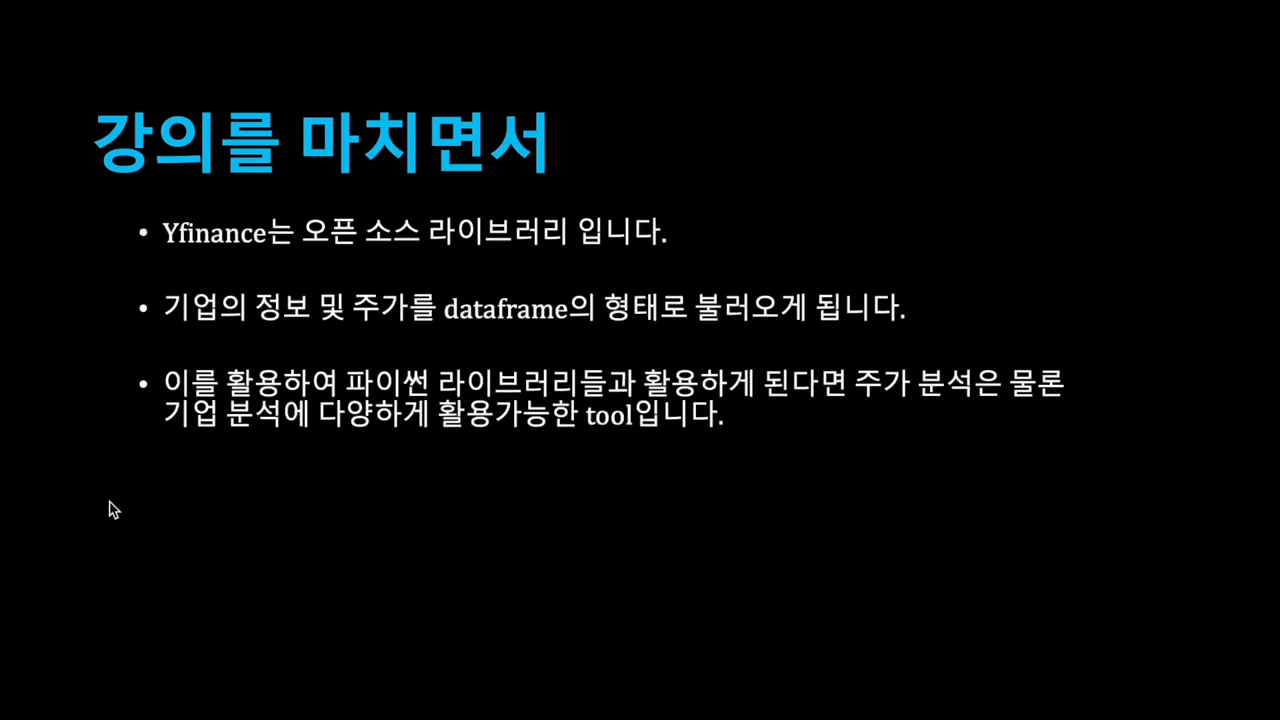 강의를 마치면서
• Yfinance는 오픈 소스 라이브러리 입니다.
• 기업의 정보 및 주가를 dataframe의 형태로 불러오게 됩니다.
• 이를 활용하여 파이썬 라이브러리들과 활용하게 된다면 주가 분석은 물론
기업 분석에 다양하게 활용가능한 tool입니다.